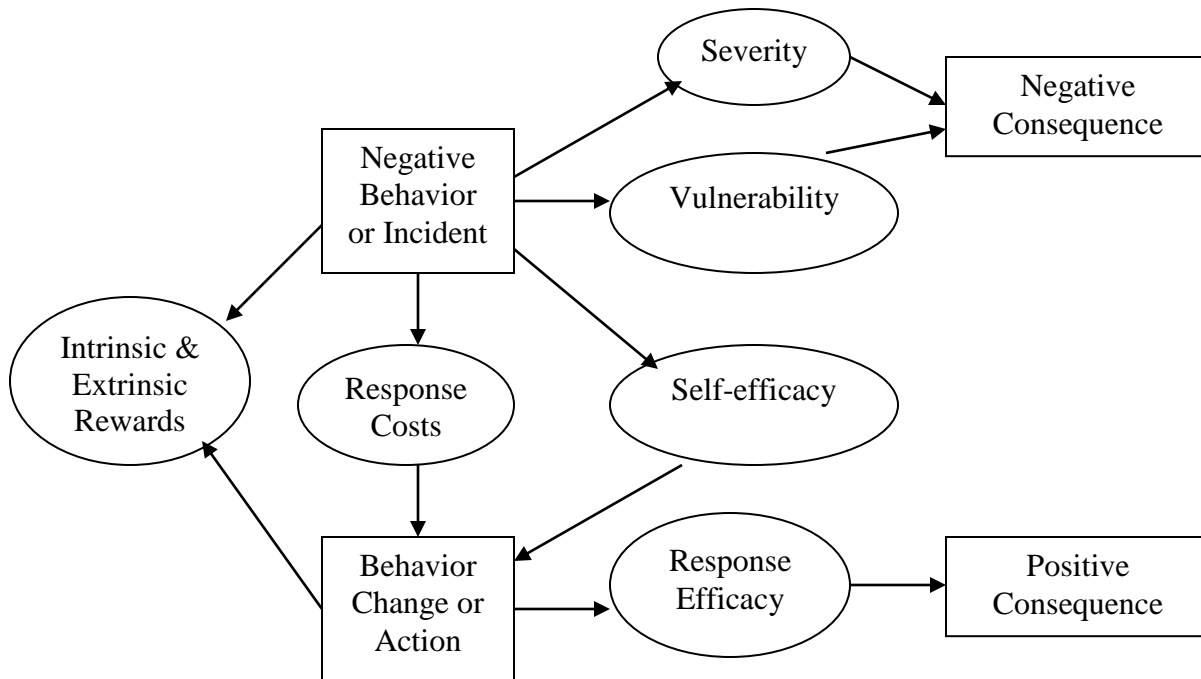 Severity
Negative
Consequence
Negative
Behavior
or Incident
Vulnerability
Intrinsic &
Extrinsic
Rewards
Response
Costs
Self-efficacy
Behavior
Change or
Action
Response
Efficacy
Positive
Consequence